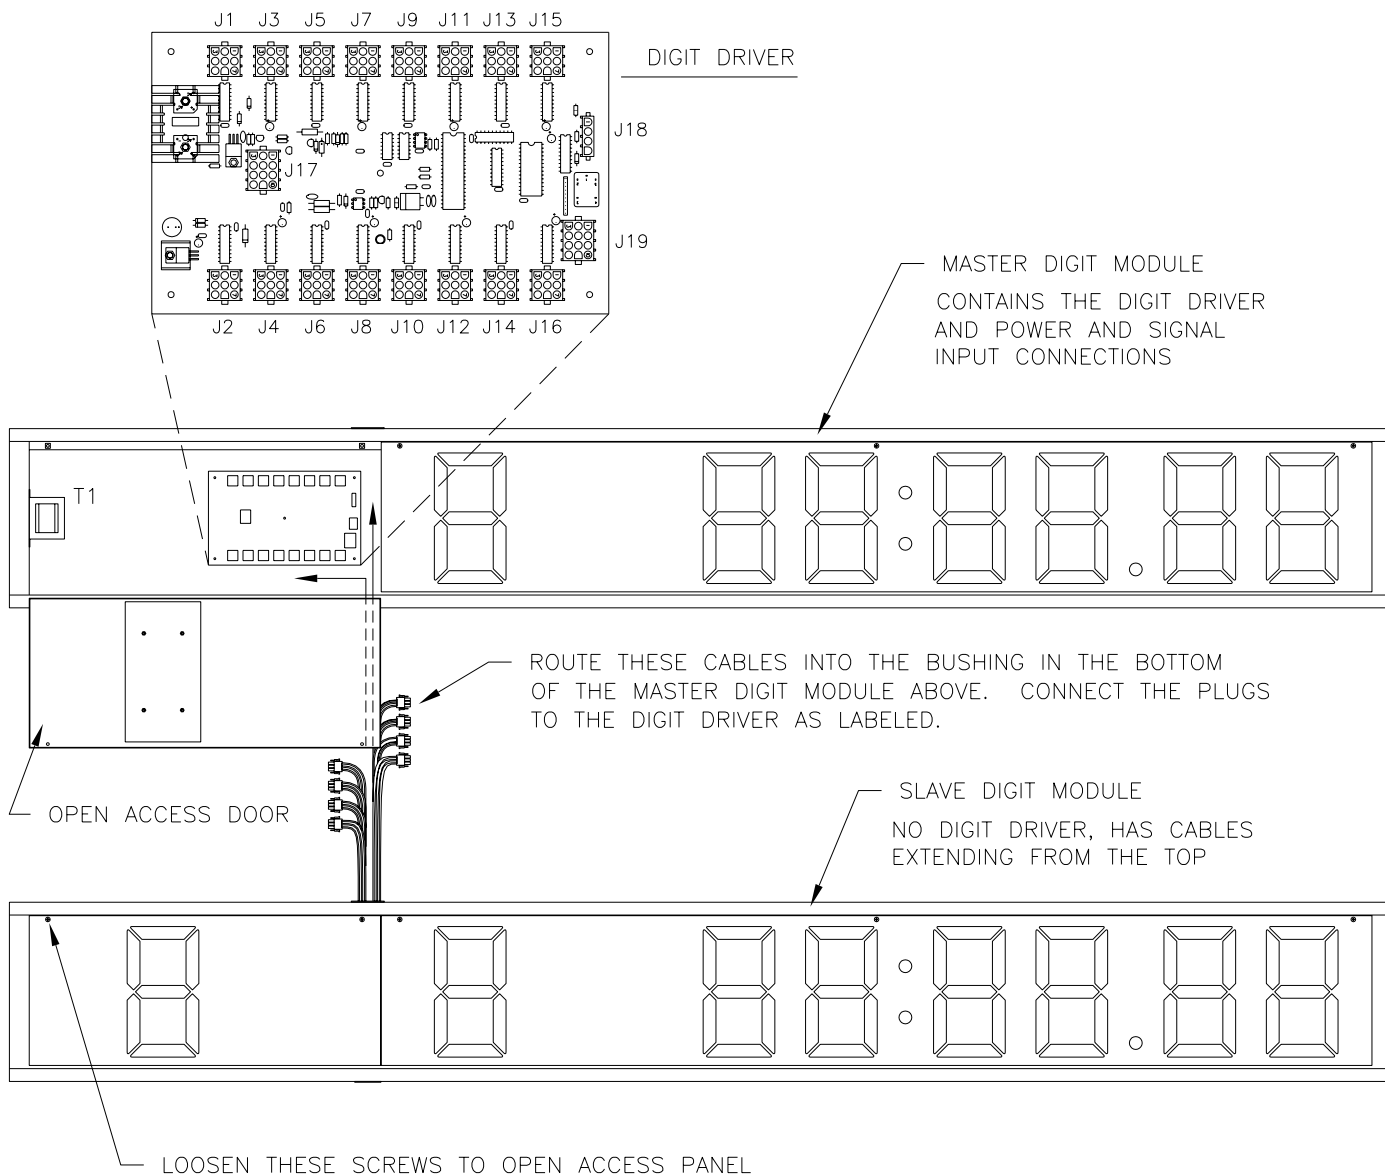 J1 J3 J5 J7 J9 J11 J13 J15
DIGIT DRIVER
J18
J17
J19
J2 J4 J6 J8 J10 J12 J14 J16
MASTER DIGIT MODULE
CONTAINS THE DIGIT DRIVER
AND POWER AND SIGNAL
INPUT CONNECTIONS
T1
ROUTE THESE CABLES INTO THE BUSHING IN THE BOTTOM
OF THE MASTER DIGIT MODULE ABOVE. CONNECT THE PLUGS
TO THE DIGIT DRIVER AS LABELED.
OPEN ACCESS DOOR
SLAVE DIGIT MODULE
NO DIGIT DRIVER, HAS CABLES
EXTENDING FROM THE TOP
LOOSEN THESE SCREWS TO OPEN ACCESS PANEL